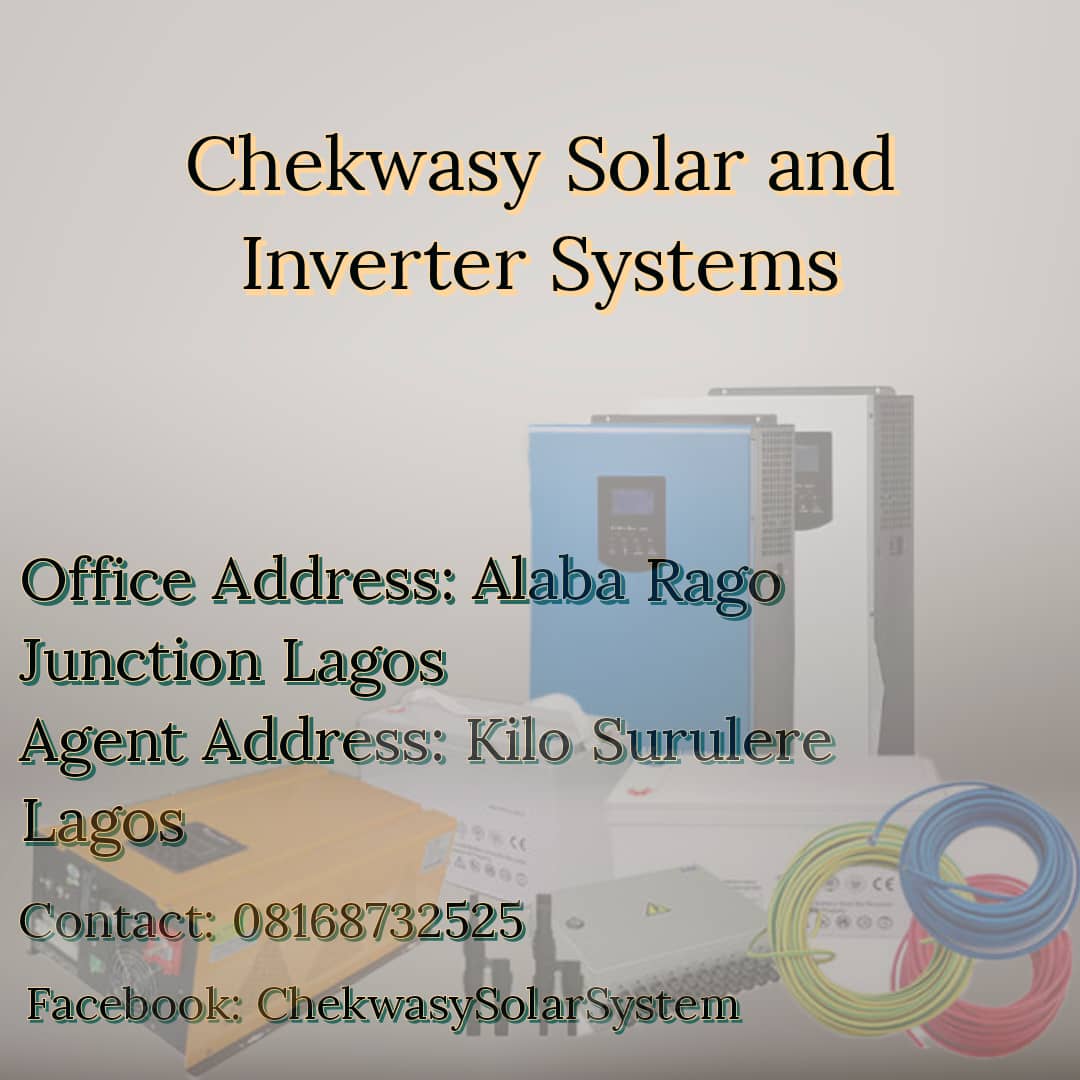 Chekwasy Solar and
Inverter Systems
Office Address: Alaba Rago
Junction Lagos
Agent Address: Kilo Surulere
Lagos
Contact: 08168732525
Facebook: ChekwasySolarSystem